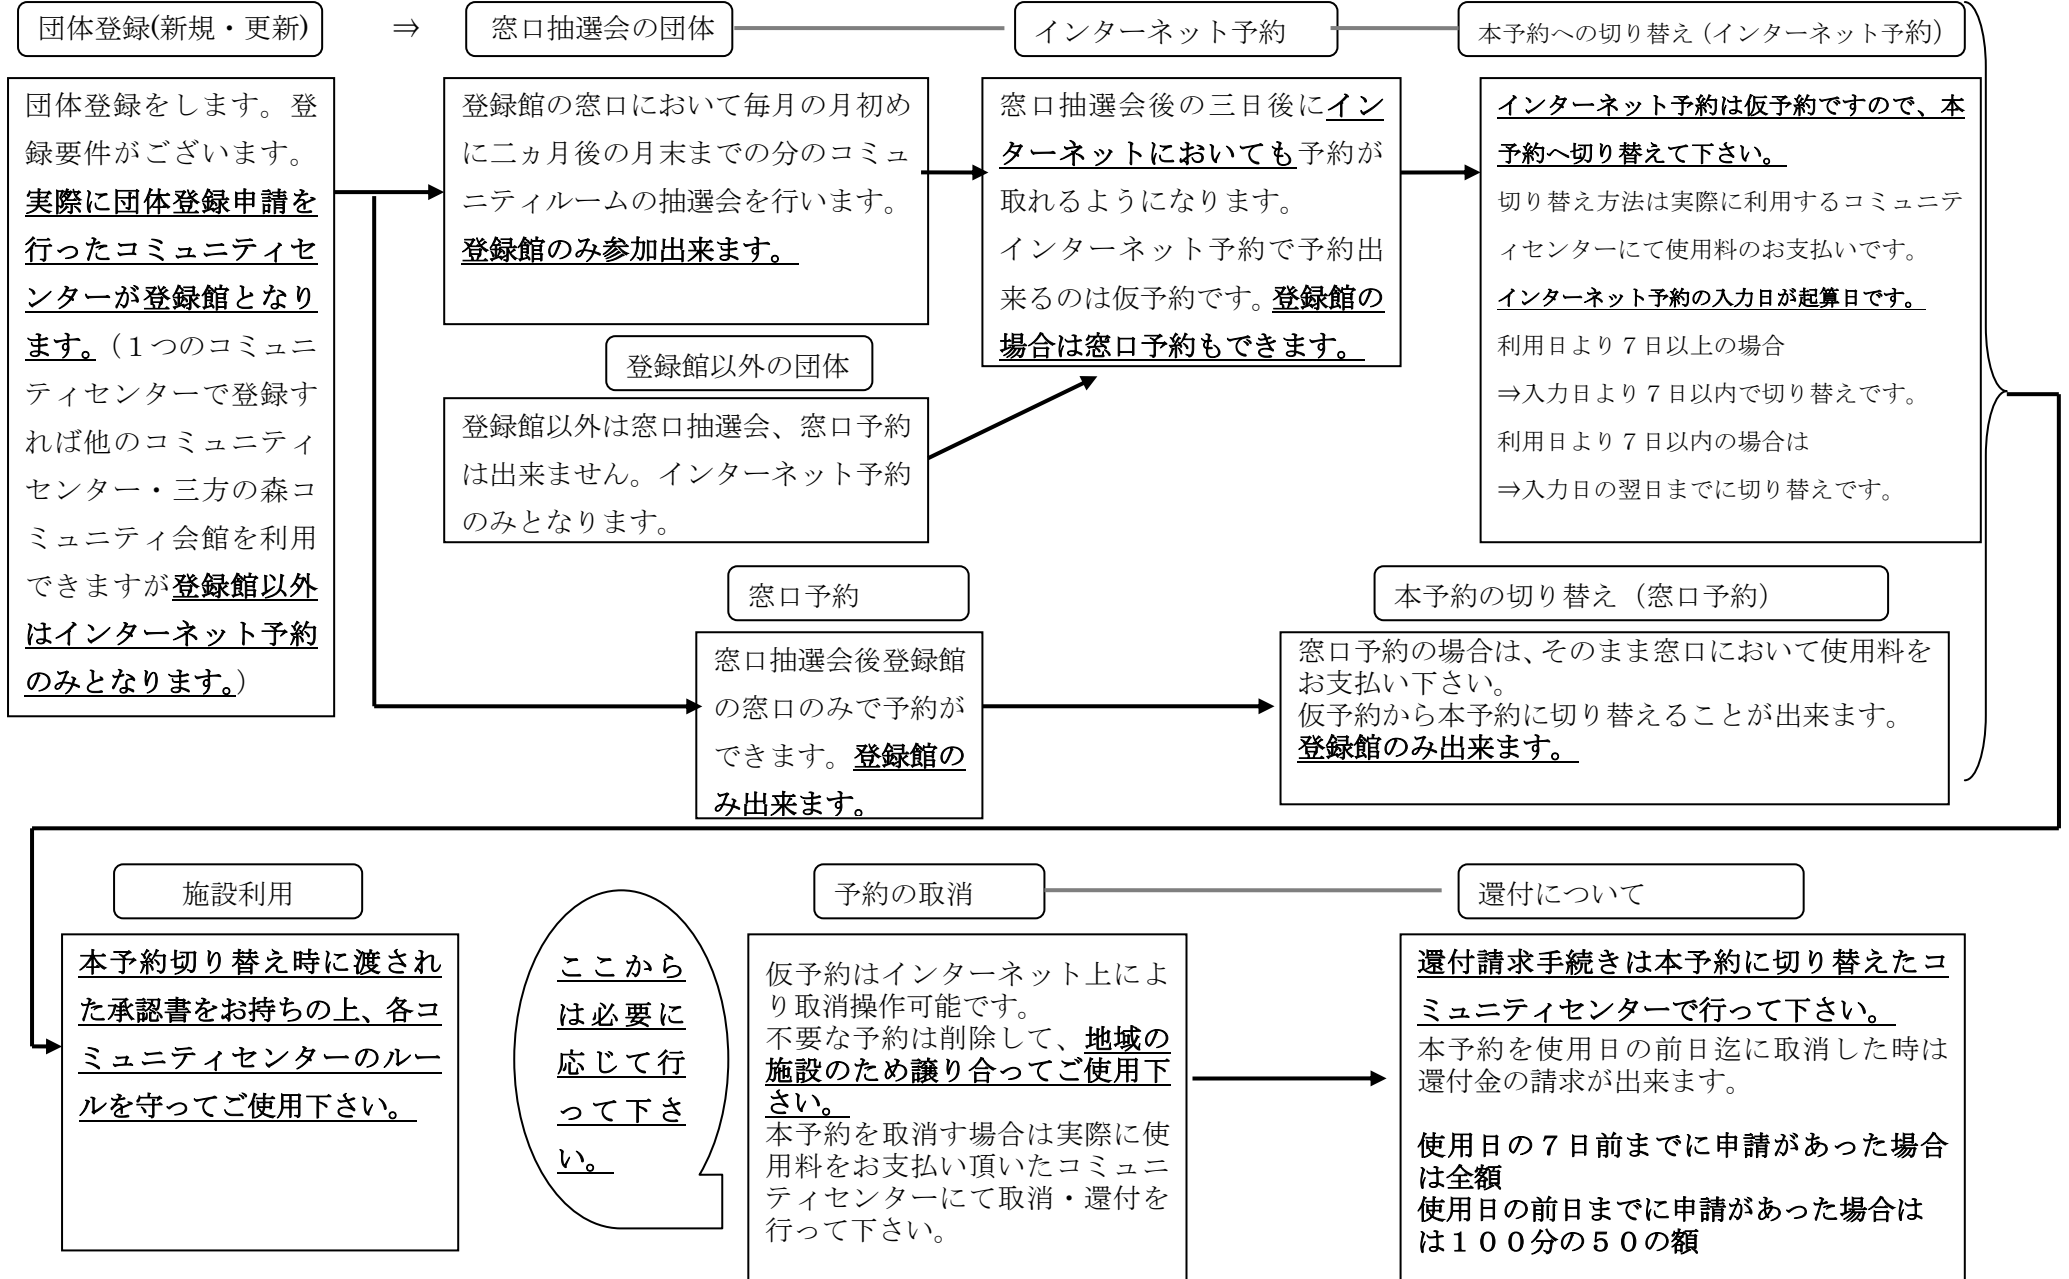 団体登録(新規・更新)
⇒
窓口抽選会の団体
インターネット予約
本予約への切り替え（インターネット予約）
団体登録をします。登
録要件がございます。
実際に団体登録申請を
行ったコミュニティセ
ンターが登録館となり
ます。（１つのコミュニ
ティセンターで登録す
れば他のコミュニティ
センター・三方の森コ
ミュニティ会館を利用
できますが登録館以外
はインターネット予約
のみとなります。）
登録館の窓口において毎月の月初め
に二ヵ月後の月末までの分のコミュ
ニティルームの抽選会を行います。
登録館のみ参加出来ます。
窓口抽選会後の三日後にイン
ターネットにおいても予約が
取れるようになります。
インターネット予約で予約出
来るのは仮予約です。登録館の
場合は窓口予約もできます。
インターネット予約は仮予約ですので、本
予約へ切り替えて下さい。
切り替え方法は実際に利用するコミュニテ
ィセンターにて使用料のお支払いです。
インターネット予約の入力日が起算日です。
利用日より７日以上の場合
⇒入力日より７日以内で切り替えです。
利用日より７日以内の場合は
⇒入力日の翌日までに切り替えです。
登録館以外の団体
登録館以外は窓口抽選会、窓口予約
は出来ません。インターネット予約
のみとなります。
窓口予約
窓口抽選会後登録館
の窓口のみで予約が
できます。登録館の
み出来ます。
本予約の切り替え（窓口予約）
窓口予約の場合は、そのまま窓口において使用料を
お支払い下さい。
仮予約から本予約に切り替えることが出来ます。
登録館のみ出来ます。
施設利用
本予約切り替え時に渡され
た承認書をお持ちの上、各コ
ミュニティセンターのルー
ルを守ってご使用下さい。
ここから
は必要に
応じて行
って下さ
い。
予約の取消
仮予約はインターネット上によ
り取消操作可能です。
不要な予約は削除して、地域の
施設のため譲り合ってご使用下
さい。
本予約を取消す場合は実際に使
用料をお支払い頂いたコミュニ
ティセンターにて取消・還付を
行って下さい。
還付について
還付請求手続きは本予約に切り替えたコ
ミュニティセンターで行って下さい。
本予約を使用日の前日迄に取消した時は
還付金の請求が出来ます。
使用日の７日前までに申請があった場合
は全額
使用日の前日までに申請があった場合は
は１００分の５０の額